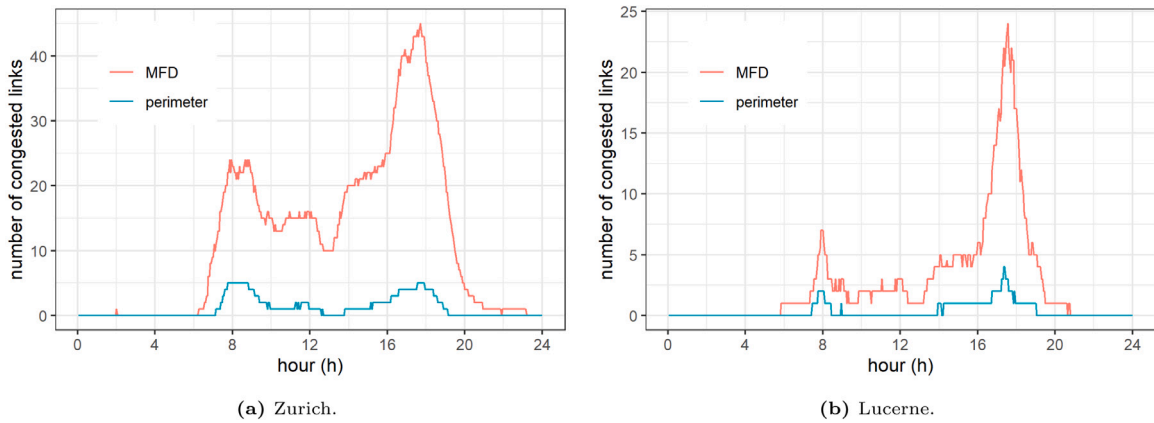 number of congested links
40
30
20
10
0
MFD
perimeter
0 4 8 12 16 20 24
hour (h)
(a) Zurich.
number of congested links
25
20
15
10
5
0
MFD
perimeter
0 4 8 12 16 20 24
hour (h)
(b) Lucerne.